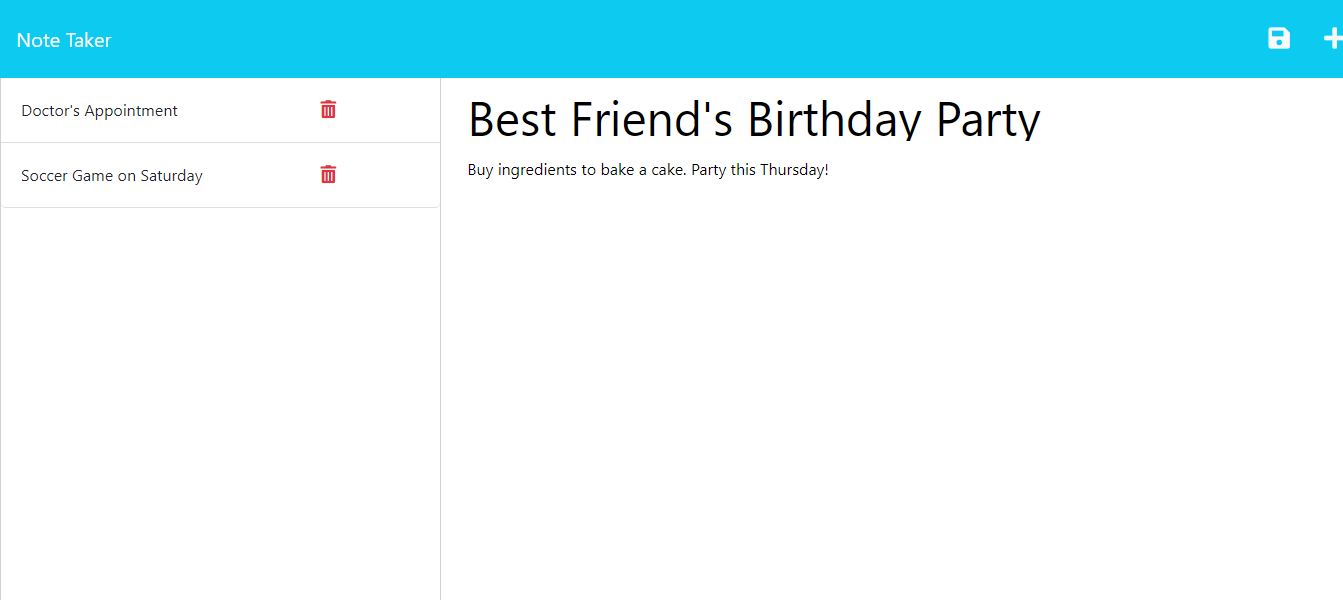 Note Taker
Doctor's Appointment
Soccer Game on Saturday
Best Friend's Birthday Party
Buy ingredients to bake a cake. Party this Thursday!